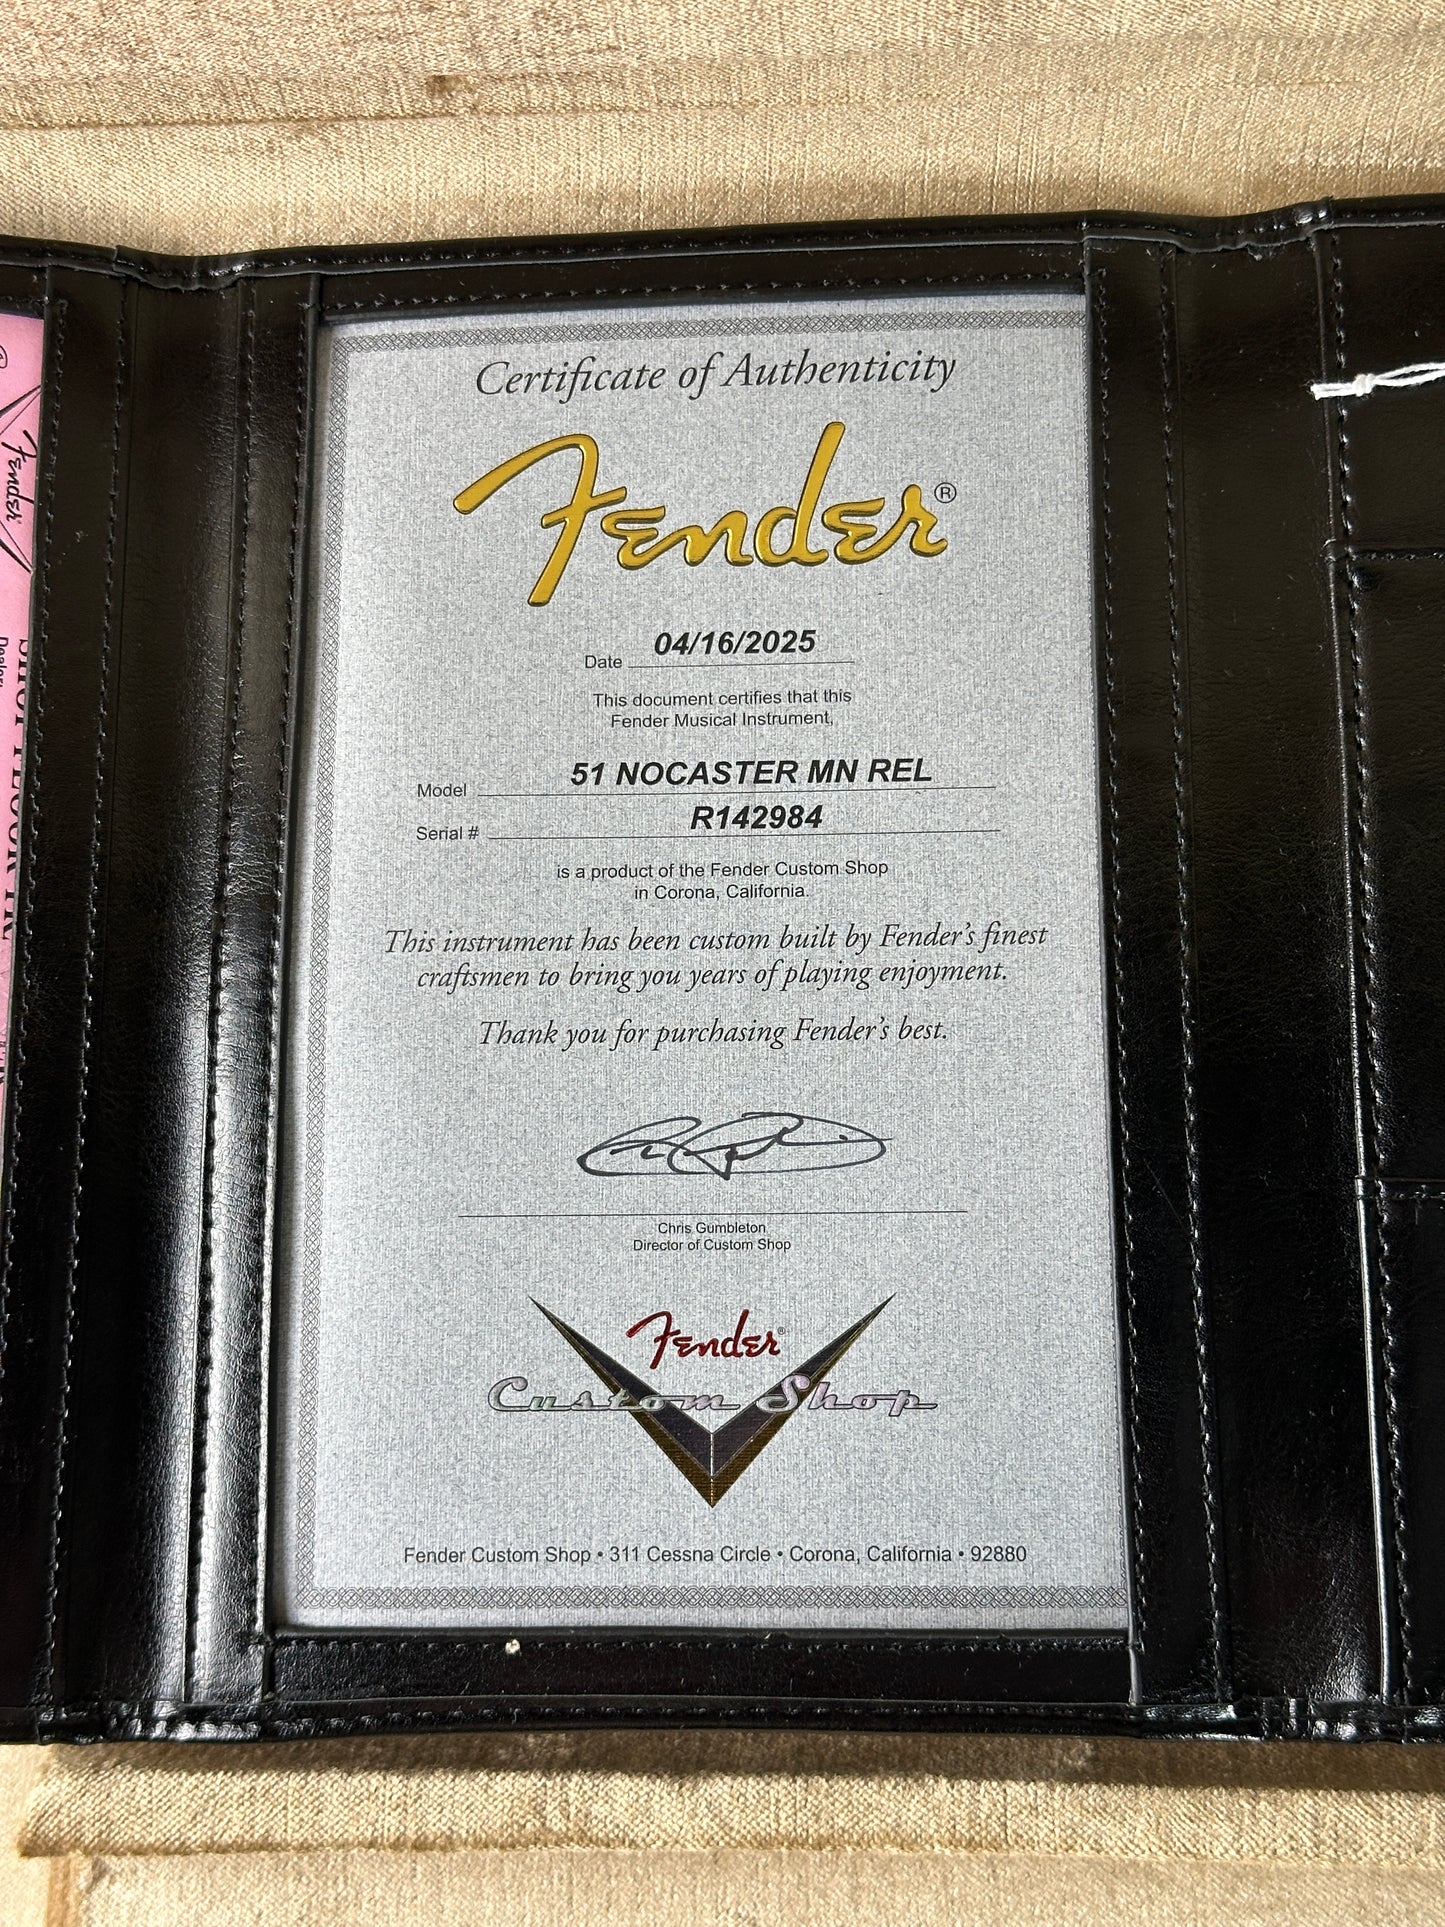 Certificate of Authenticity
Fender®
Date 04/16/2025
This document certifies that this
Fender Musical Instrument,
Model 51 NOCASTER MN REL
Serial # R142984
is a product of the Fender Custom Shop
in Corona, California.
This instrument has been custom built by Fender's finest
craftsmen to bring you years of playing enjoyment.
Thank you for purchasing Fender's best.
Chris Gumbleton
Director of Custom Shop
Fender®
Custom Shop
Fender Custom Shop • 311 Cessna Circle • Corona, California • 92880
Fender
Dealer: